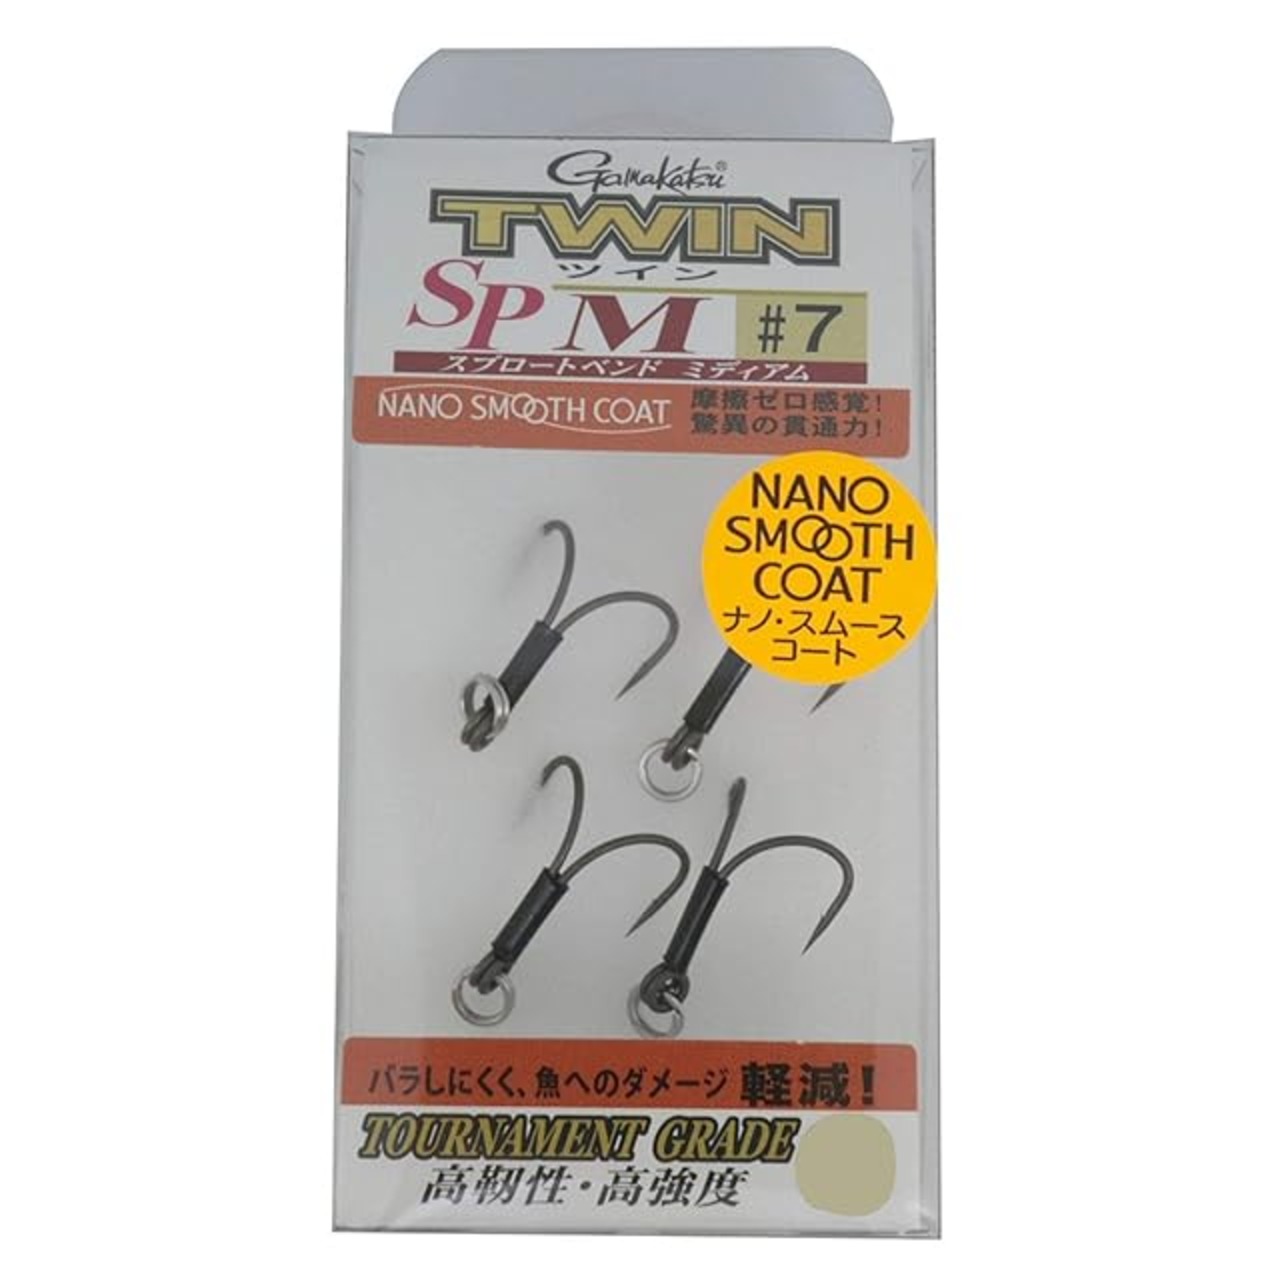 Gamakatsu®
TWIN
ツイン
SP M #7
スプロートベンド ミディアム
NANO SMOOTH COAT
摩擦ゼロ感覚!
驚異の貫通力!
NANO
SMOOTH
COAT
ナノ・スムース
コート
バラしにくく、魚へのダメージ 軽減!
TOURNAMENT GRADE
高靭性・高強度